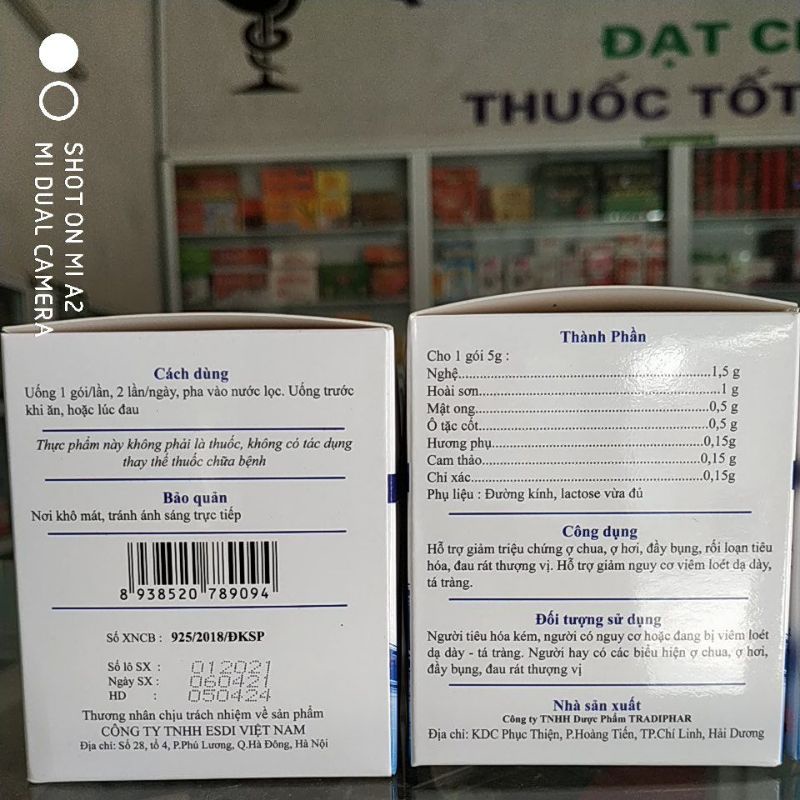 SHOT ON MI A2
MI DUAL CAMERA
ĐẠT
THUỐC TỐT
Cách dùng
Uống 1 gói/lần, 2 lần/ngày, pha vào nước lọc. Uống trước
khi ăn, hoặc lúc đau
Thực phẩm này không phải là thuốc, không có tác dụng
thay thế thuốc chữa bệnh
Bảo quản
Nơi khô mát, tránh ánh sáng trực tiếp
8 938520 789094
Số XNCB : 925/2018/ĐKSP
Số lô SX : 012021
Ngày SX : 060421
HD : 050424
Thương nhân chịu trách nhiệm về sản phẩm
CÔNG TY TNHH ESDI VIỆT NAM
Địa chỉ: Số 28, tổ 4, P.Phú Lương, Q.Hà Đông, Hà Nội
Thành Phần
Cho 1 gói 5g :
Nghệ...1,5 g
Hoài sơn...1 g
Mật ong...0,5 g
Ô tặc cốt...0,5 g
Hương phụ...0,15g
Cam thảo...0,15 g
Chỉ xác...0,15g
Phụ liệu : Đường kính, lactose vừa đủ
Công dụng
Hỗ trợ giảm triệu chứng ợ chua, ợ hơi, đầy bụng, rối loạn tiêu
hóa, đau rát thượng vị. Hỗ trợ giảm nguy cơ viêm loét dạ dày,
tá tràng.
Đối tượng sử dụng
Người tiêu hóa kém, người có nguy cơ hoặc đang bị viêm loét
dạ dày - tá tràng. Người hay có các biểu hiện ợ chua, ợ hơi,
đầy bụng, đau rát thượng vị
Nhà sản xuất
Công ty TNHH Dược Phẩm TRADIPHAR
Địa chỉ: KDC Phục Thiện, P.Hoàng Tiến, TP.Chí Linh, Hải Dương